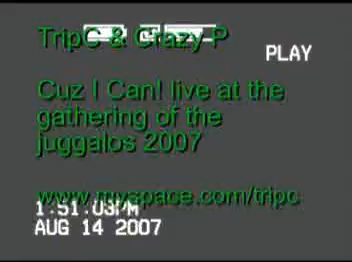 TripC & Crazy P
PLAY
Cuz I Can! live at the
gathering of the
juggalos 2007
www.myspace.com/tripc
1:51:03PM
AUG 14 2007